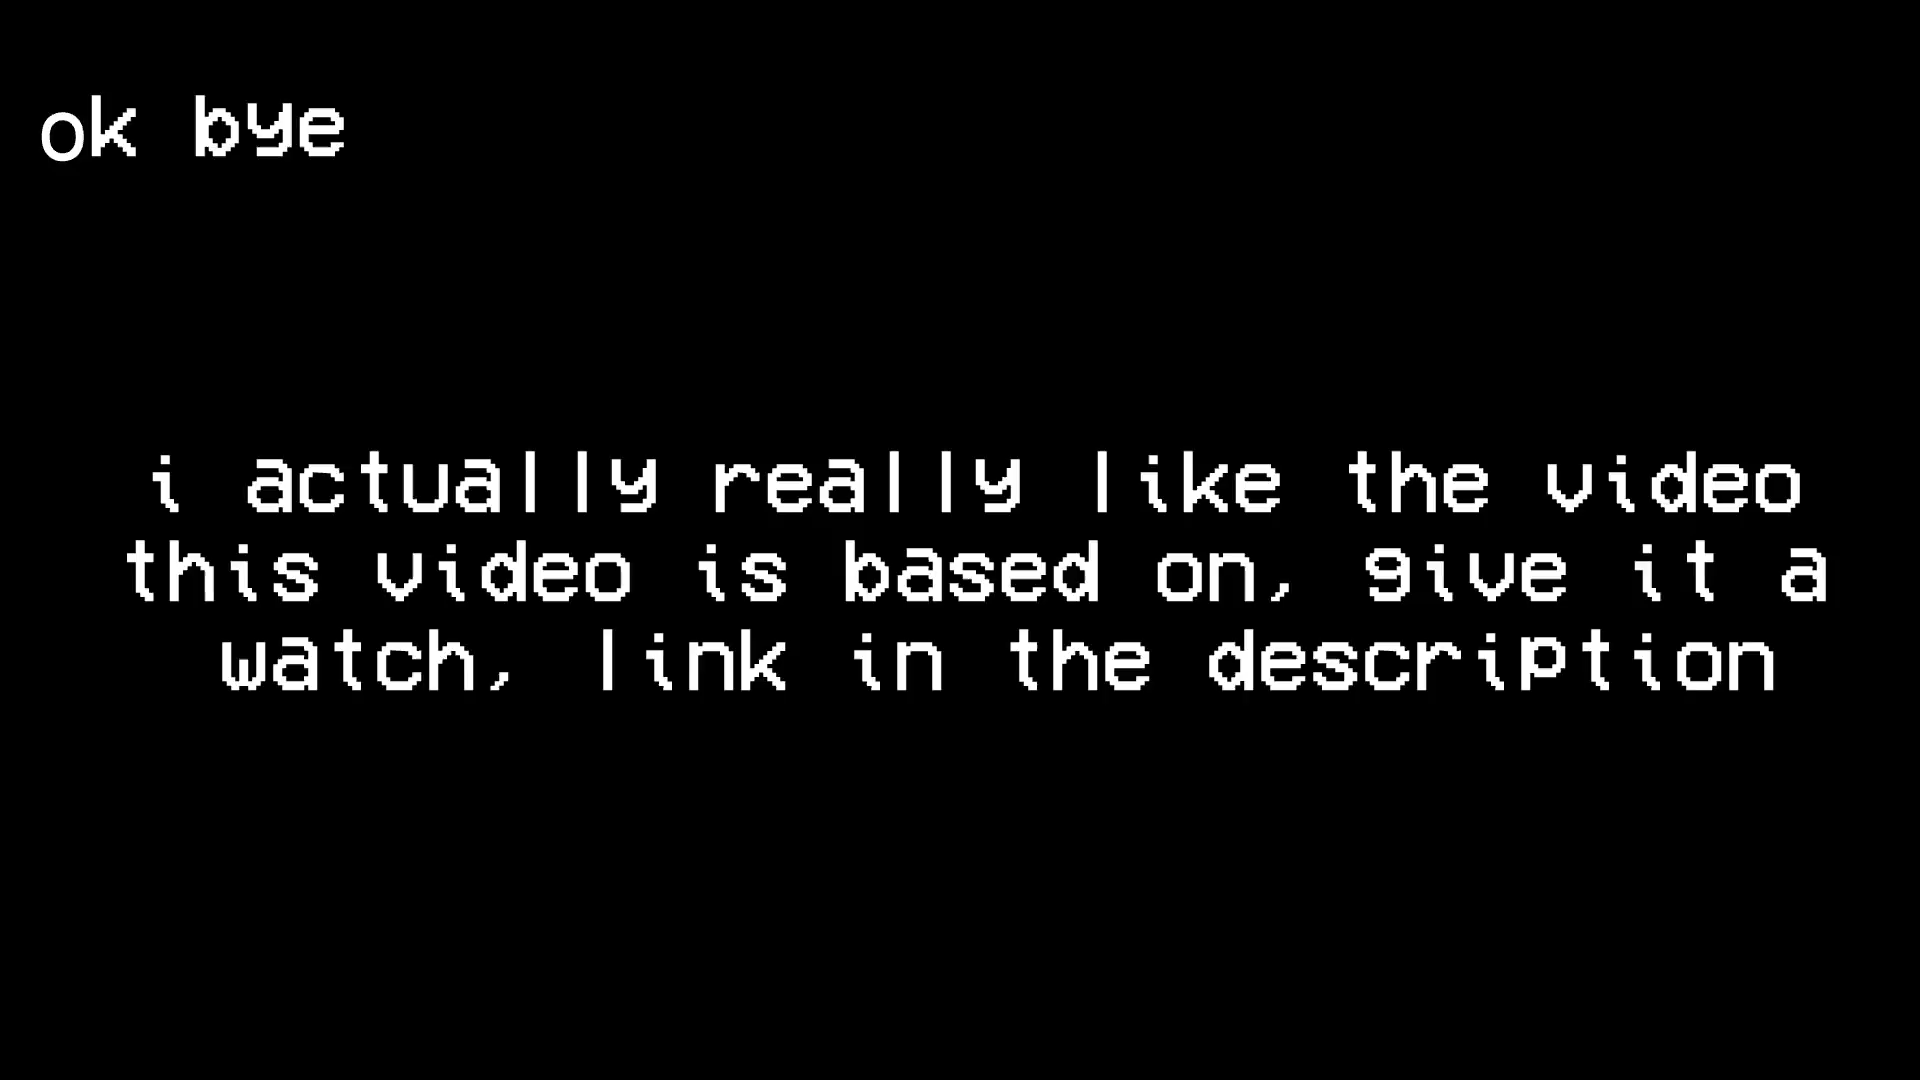 ok bye
i actually really like the video
this video is based on, give it a
watch, link in the description